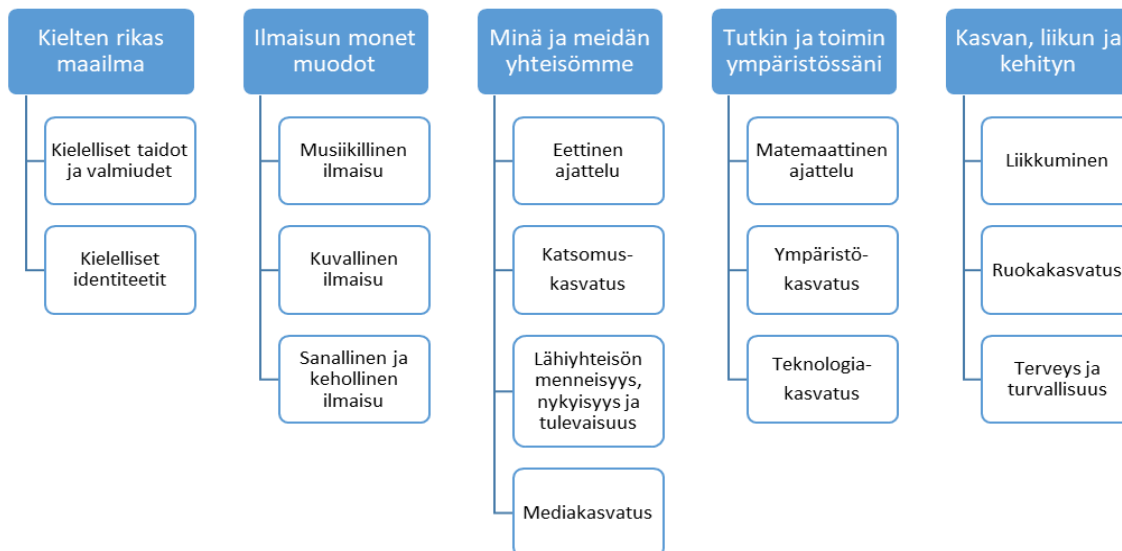 Kielten rikas
maailma
Kielelliset taidot
ja valmiudet
Kielelliset
identiteetit
Ilmaisun monet
muodot
Musiikillinen
ilmaisu
Kuvallinen
ilmaisu
Sanallinen ja
kehollinen
ilmaisu
Minä ja meidän
yhteisömme
Eettinen
ajattelu
Katsomus-
kasvatus
Lähiyhteisön
menneisyys,
nykyisyys ja
tulevaisuus
Mediakasvatus
Tutkin ja toimin
ympäristössäni
Matemaattinen
ajattelu
Ympäristö-
kasvatus
Teknologia-
kasvatus
Kasvan, liikun ja
kehityn
Liikkuminen
Ruokakasvatus
Terveys ja
turvallisuus